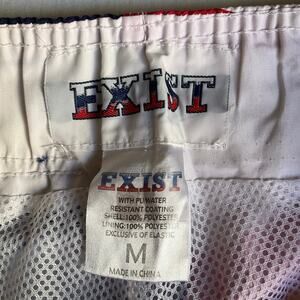 EXIST
EXIST
WITH PU WATER
RESISTANT COATING
SHELL:100% POLYESTER
LINING:100% POLYESTER
EXCLUSIVE OF ELASTIC
M
MADE IN CHINA